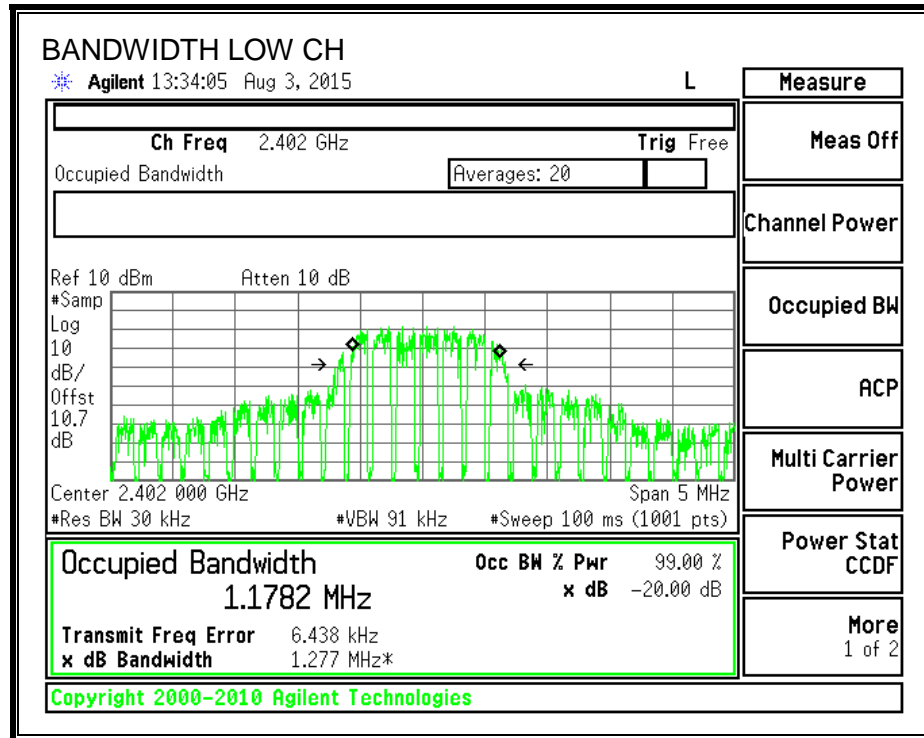 BANDWIDTH LOW CH
Agilent 13:34:05 Aug 3, 2015 L
Measure
Ch Freq 2.402 GHz Trig Free
Meas Off
Occupied Bandwidth Averages: 20
Channel Power
Ref 10 dBm Atten 10 dB
#Samp
Log
10
dB/
Offst
10.7
dB
Occupied BW
ACP
Multi Carrier
Power
Center 2.402 000 GHz Span 5 MHz
#Res BW 30 kHz #VBW 91 kHz #Sweep 100 ms (1001 pts)
Power Stat
CCDF
Occupied Bandwidth Occ BW % Pwr 99.00 %
1.1782 MHz x dB -20.00 dB
Transmit Freq Error 6.438 kHz
x dB Bandwidth 1.277 MHz*
More
1 of 2
Copyright 2000-2010 Agilent Technologies